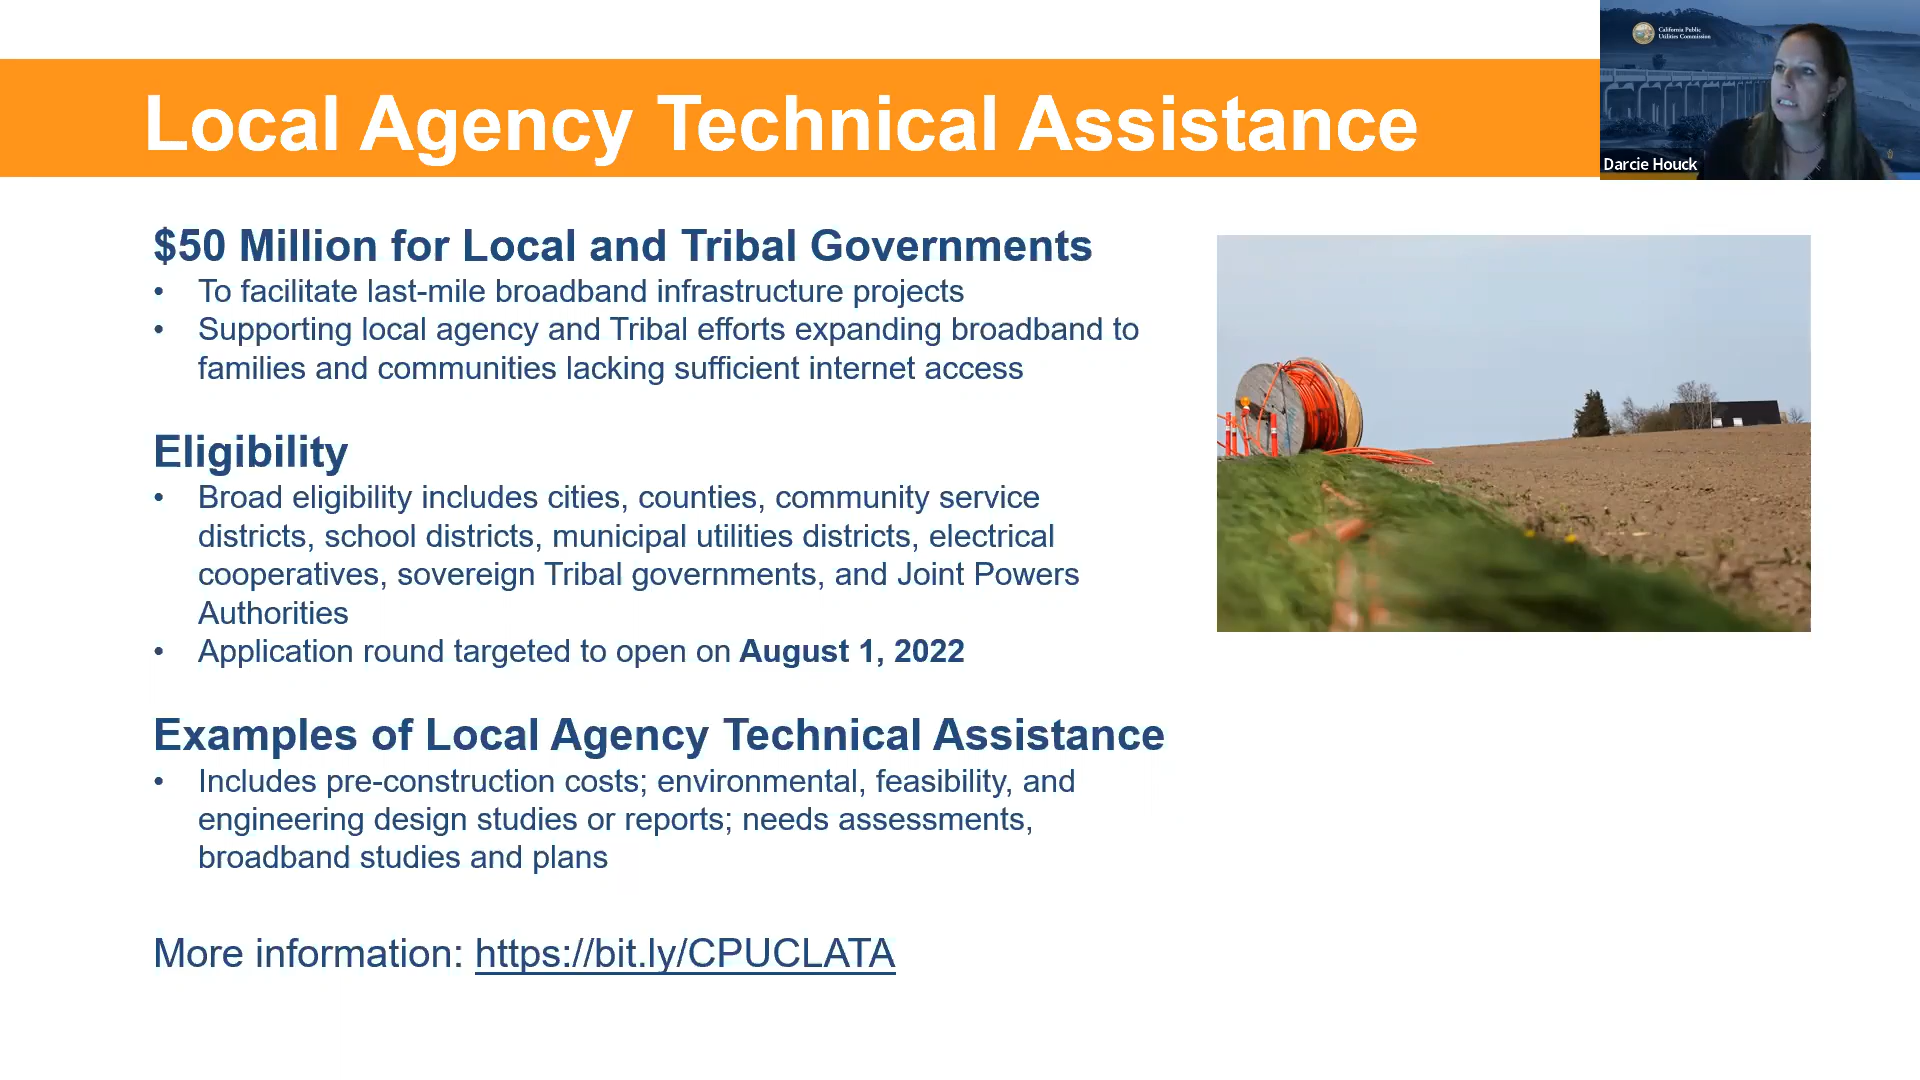 California Public
Utilities Commission
Darcie Houck
Local Agency Technical Assistance
$50 Million for Local and Tribal Governments
• To facilitate last-mile broadband infrastructure projects
• Supporting local agency and Tribal efforts expanding broadband to
families and communities lacking sufficient internet access
Eligibility
• Broad eligibility includes cities, counties, community service
districts, school districts, municipal utilities districts, electrical
cooperatives, sovereign Tribal governments, and Joint Powers
Authorities
• Application round targeted to open on August 1, 2022
Examples of Local Agency Technical Assistance
• Includes pre-construction costs; environmental, feasibility, and
engineering design studies or reports; needs assessments,
broadband studies and plans
More information: https://bit.ly/CPUCLATA